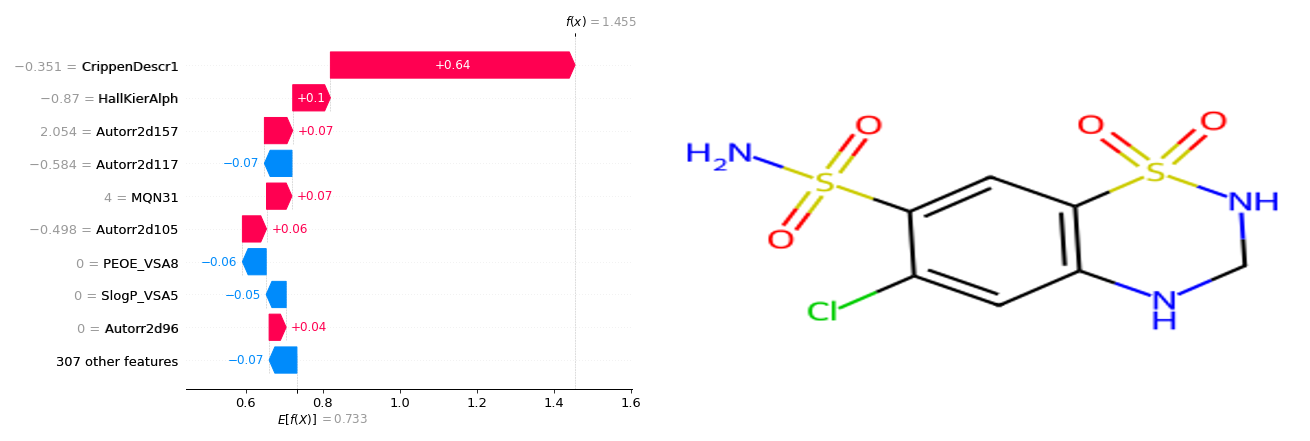 f(x) = 1.455
−0.351 = CrippenDescr1
+0.64
−0.87 = HallKierAlph
+0.1
2.054 = Autorr2d157
+0.07
−0.584 = Autorr2d117
−0.07
4 = MQN31
+0.07
−0.498 = Autorr2d105
+0.06
0 = PEOE_VSA8
−0.06
0 = SlogP_VSA5
−0.05
0 = Autorr2d96
+0.04
307 other features
−0.07
0.6 0.8 1.0 1.2 1.4 1.6
E[f(X)] = 0.733
O O O
H₂N S S
NH
O
Cl N
H